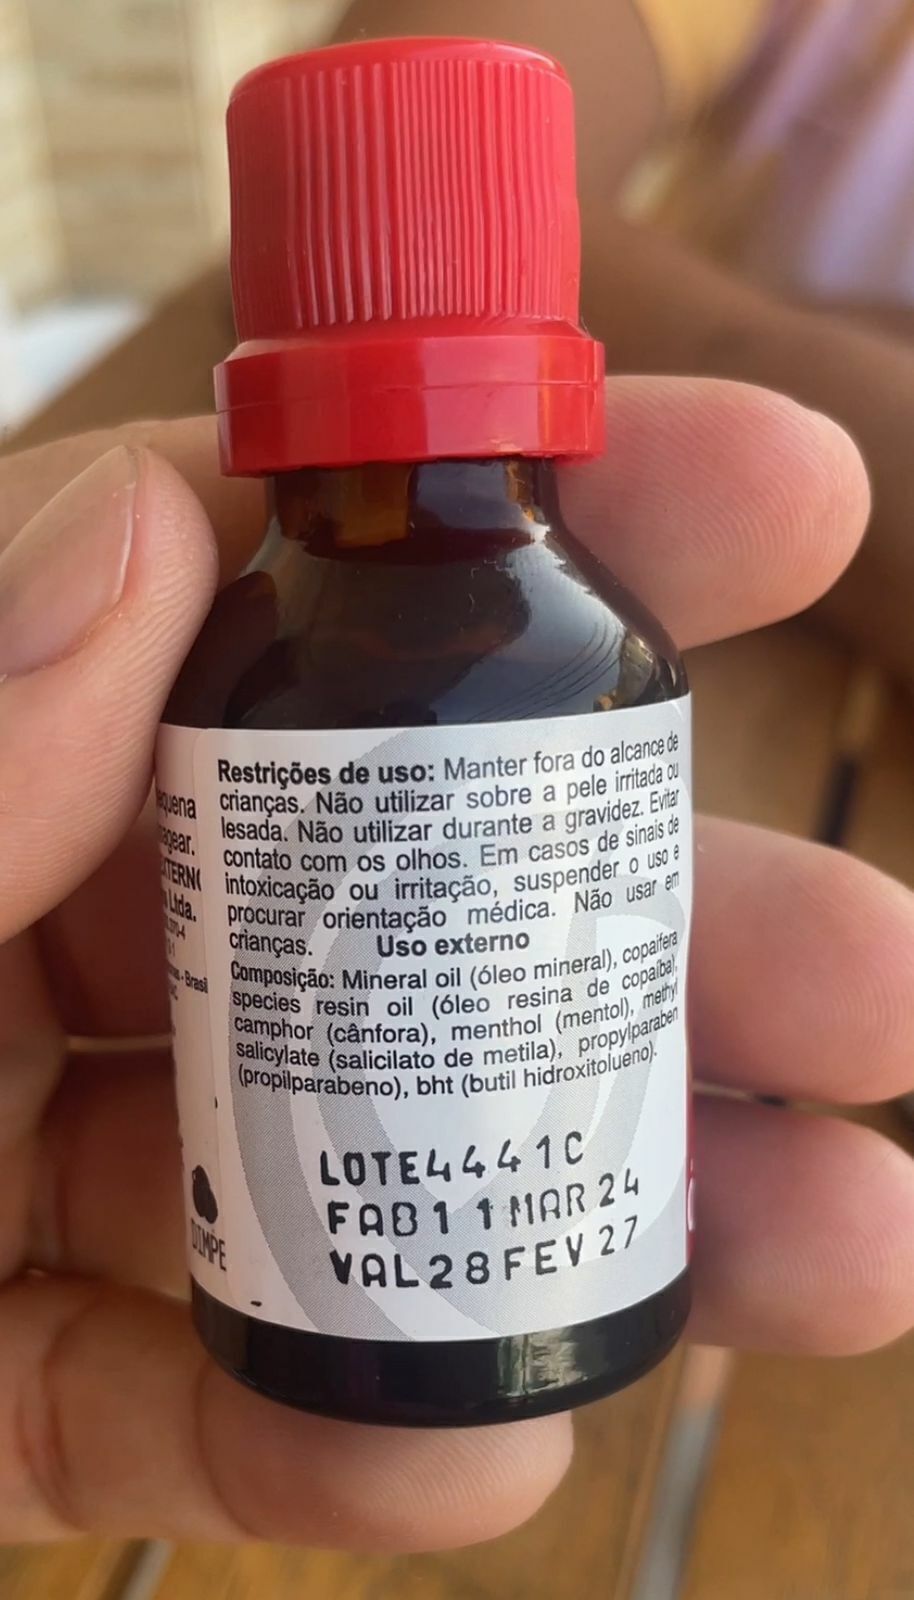 Restrições de uso: Manter fora do alcance de
crianças. Não utilizar sobre a pele irritada ou
lesada. Não utilizar durante a gravidez. Evitar
contato com os olhos. Em casos de sinais de
intoxicação ou irritação, suspender o uso e
procurar orientação médica. Não usar em
crianças. Uso externo
Composição: Mineral oil (óleo mineral), copaifera
species resin oil (óleo resina de copaíba),
camphor (cânfora), menthol (mentol), methyl
salicylate (salicilato de metila), propylparaben
(propilparabeno), bht (butil hidroxitolueno).
LOTE4441C
FAB11MAR24
VAL28FEV27
Ltda.
Brasil
DIMPE